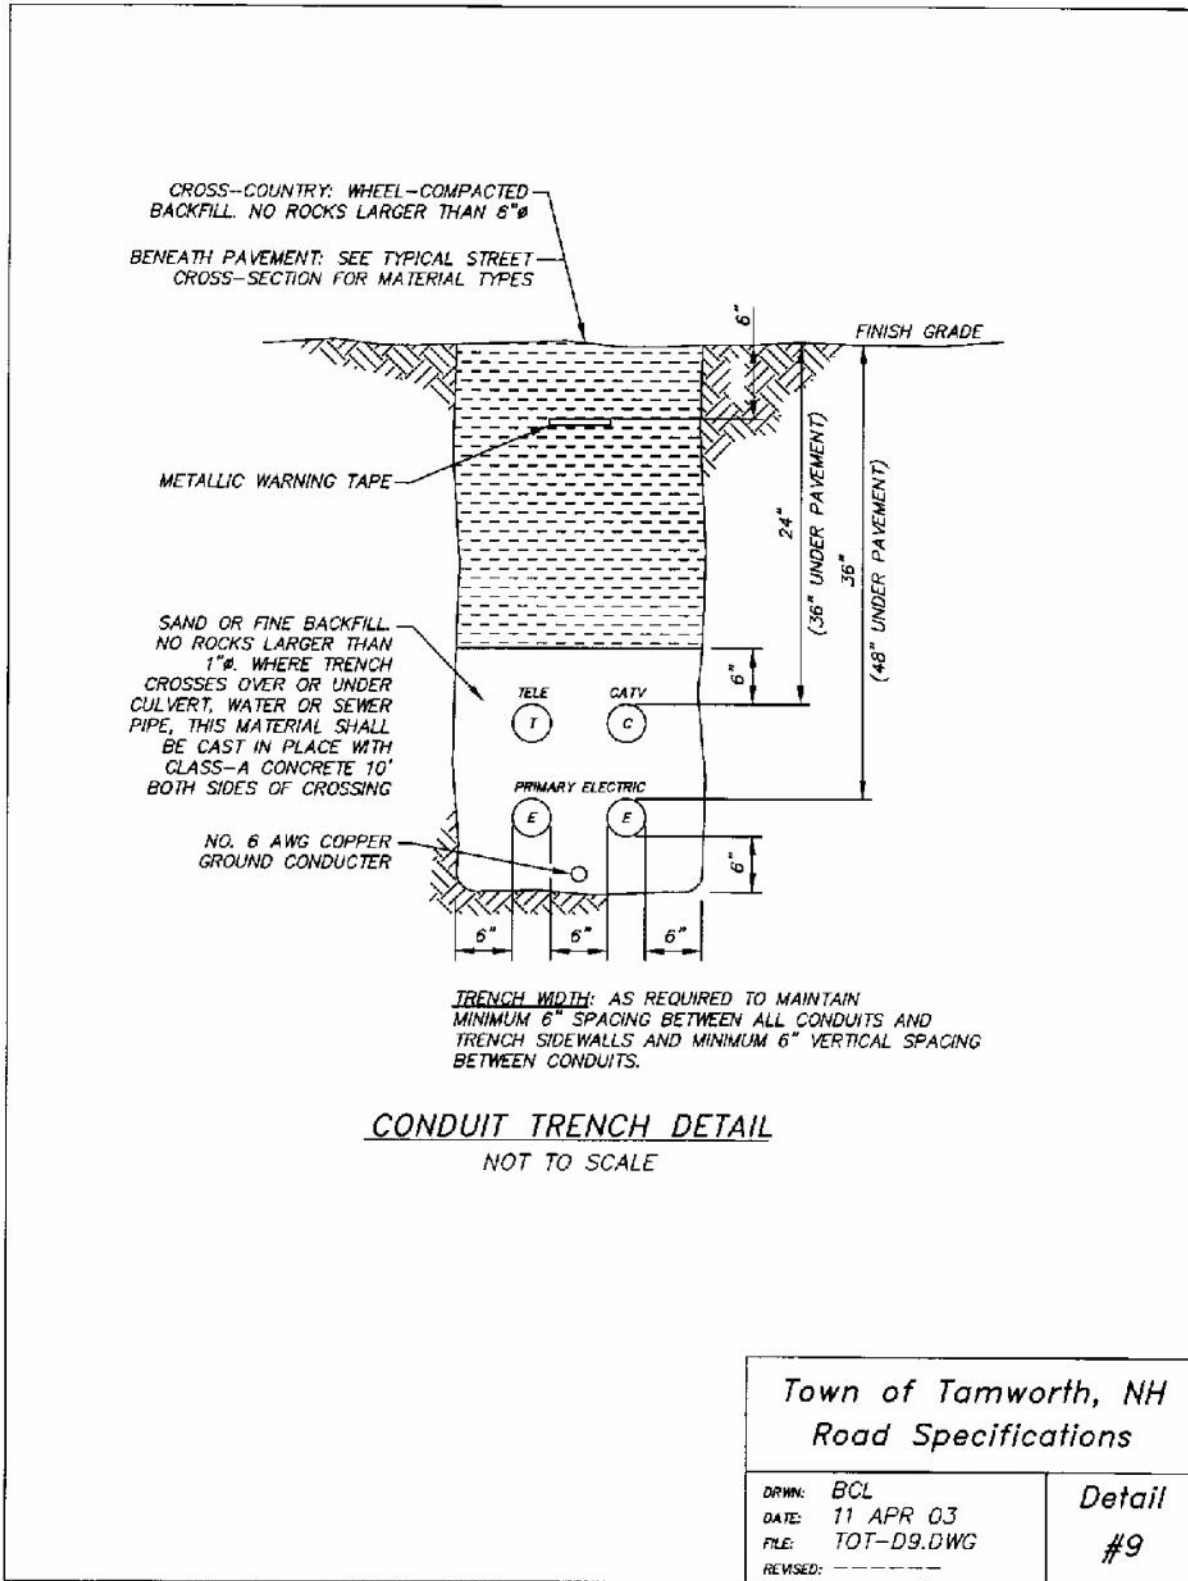 CROSS-COUNTRY: WHEEL-COMPACTED
BACKFILL. NO ROCKS LARGER THAN 6"ø
BENEATH PAVEMENT: SEE TYPICAL STREET
CROSS-SECTION FOR MATERIAL TYPES
6"
FINISH GRADE
METALLIC WARNING TAPE
24"
(36" UNDER PAVEMENT)
36"
(48" UNDER PAVEMENT)
SAND OR FINE BACKFILL.
NO ROCKS LARGER THAN
1"ø. WHERE TRENCH
CROSSES OVER OR UNDER
CULVERT, WATER OR SEWER
PIPE, THIS MATERIAL SHALL
BE CAST IN PLACE WITH
CLASS-A CONCRETE 10'
BOTH SIDES OF CROSSING
6"
TELE CATV
T C
PRIMARY ELECTRIC
E E
NO. 6 AWG COPPER
GROUND CONDUCTER
6"
6" 6" 6"
TRENCH WIDTH: AS REQUIRED TO MAINTAIN
MINIMUM 6" SPACING BETWEEN ALL CONDUITS AND
TRENCH SIDEWALLS AND MINIMUM 6" VERTICAL SPACING
BETWEEN CONDUITS.
CONDUIT TRENCH DETAIL
NOT TO SCALE
Town of Tamworth, NH
Road Specifications
DRWN: BCL
DATE: 11 APR 03
FILE: TOT-D9.DWG
REVISED: -------
Detail
#9